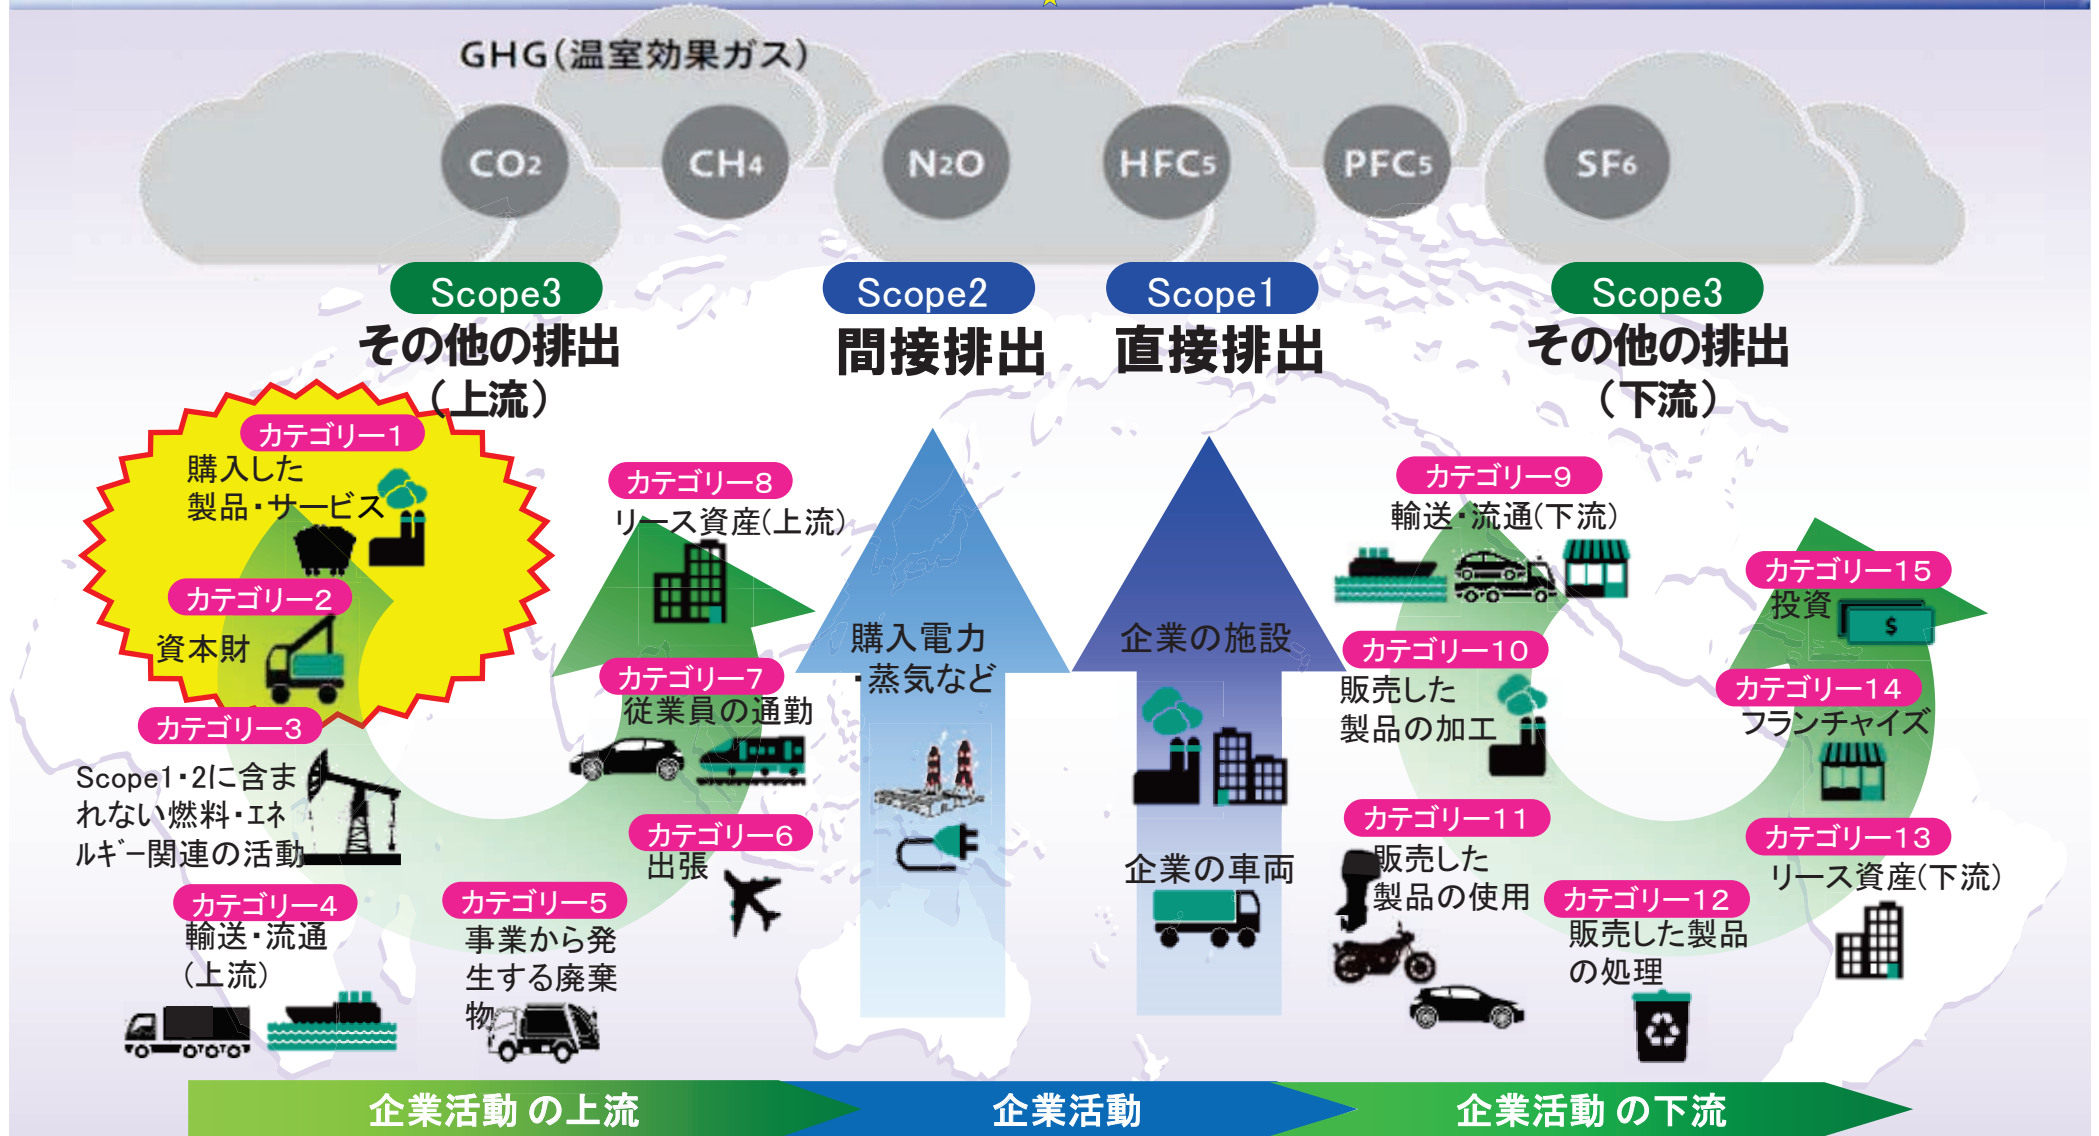 GHG(温室効果ガス)
CO2
CH4
N2O
HFC5
PFC5
SF6
Scope3
その他の排出
(上流)
Scope2
間接排出
Scope1
直接排出
Scope3
その他の排出
(下流)
カテゴリー1
購入した
製品・サービス
カテゴリー2
資本財
カテゴリー3
Scope1・2に含ま
れない燃料・エネ
ルギー関連の活動
カテゴリー4
輸送・流通
(上流)
カテゴリー5
事業から発
生する廃棄
物
カテゴリー6
出張
カテゴリー7
従業員の通勤
カテゴリー8
リース資産(上流)
購入電力
・蒸気など
企業の施設
企業の車両
カテゴリー9
輸送・流通(下流)
カテゴリー10
販売した
製品の加工
カテゴリー11
販売した
製品の使用
カテゴリー12
販売した製品
の処理
カテゴリー13
リース資産(下流)
カテゴリー14
フランチャイズ
カテゴリー15
投資
$
企業活動 の上流
企業活動
企業活動 の下流